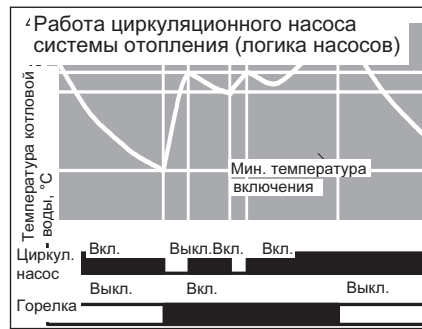 Работа циркуляционного насоса
системы отопления (логика насосов)
Температура котловой
воды, °C
Мин. температура
включения
Циркул.
насос
Вкл.
Выкл.
Вкл.
Вкл.
Выкл.
Вкл.
Выкл.
Горелка